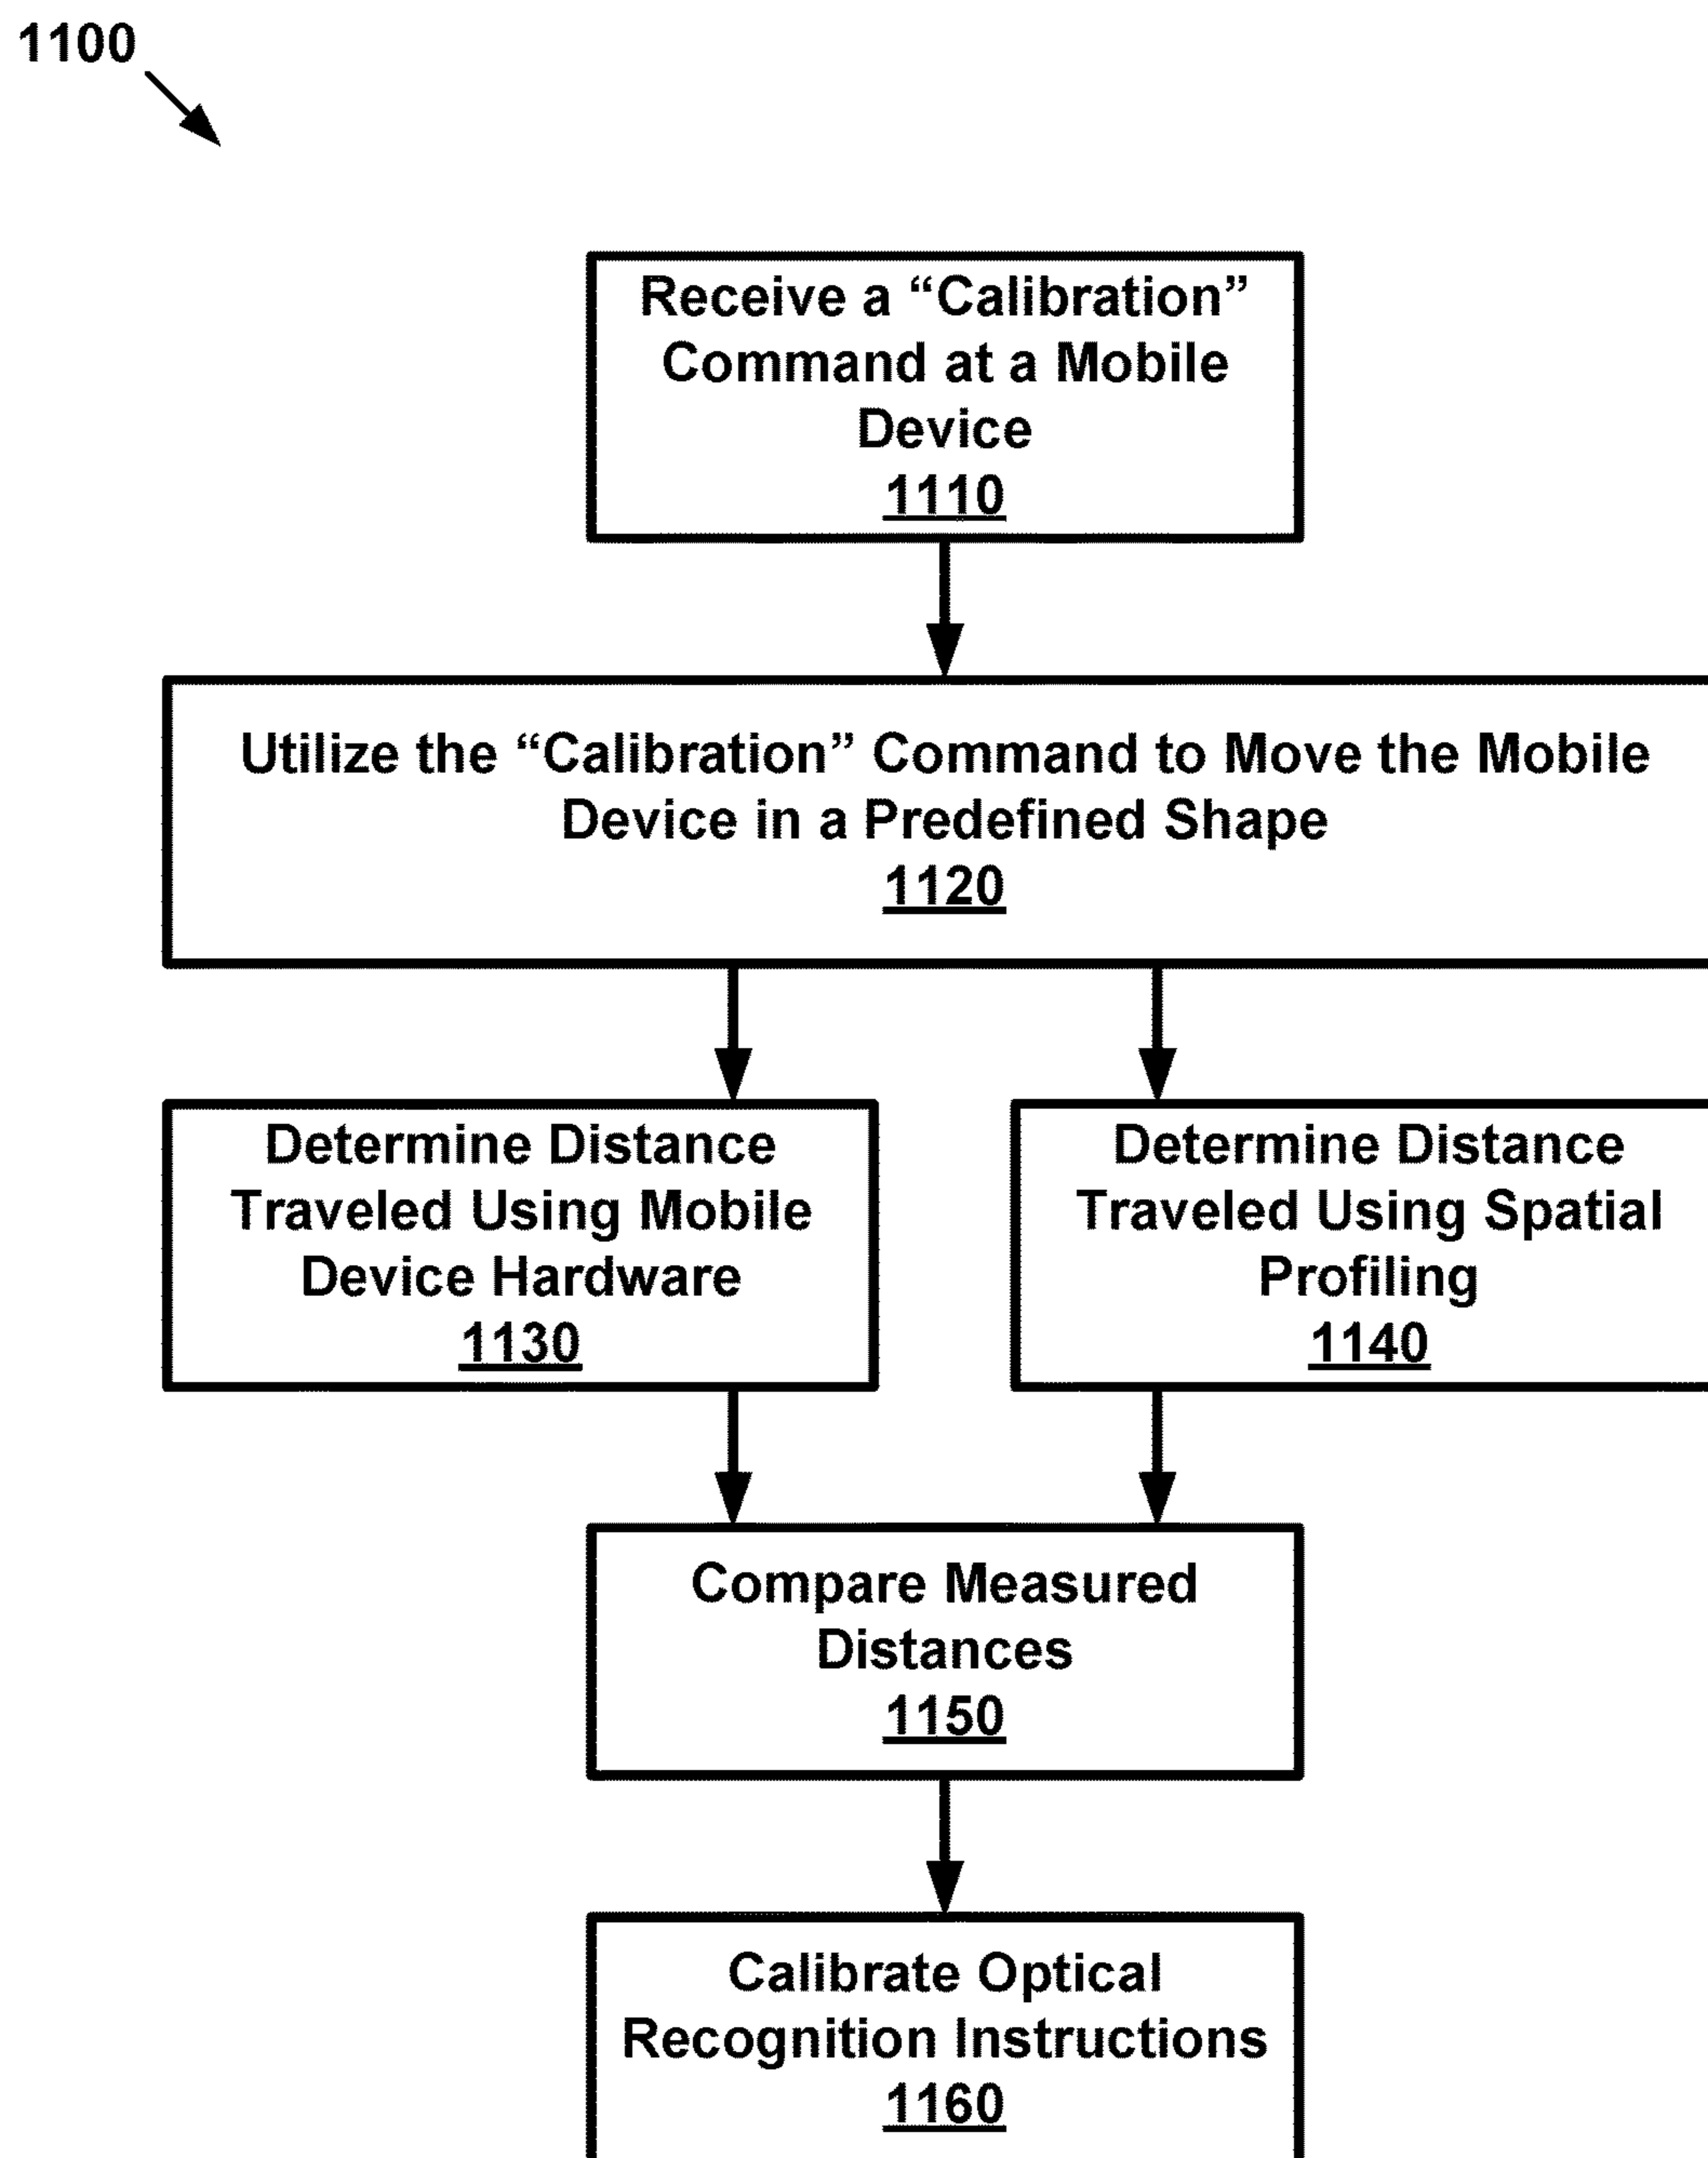 1100
Receive a “Calibration”
Command at a Mobile
Device
1110
Utilize the “Calibration” Command to Move the Mobile
Device in a Predefined Shape
1120
Determine Distance
Traveled Using Mobile
Device Hardware
1130
Determine Distance
Traveled Using Spatial
Profiling
1140
Compare Measured
Distances
1150
Calibrate Optical
Recognition Instructions
1160